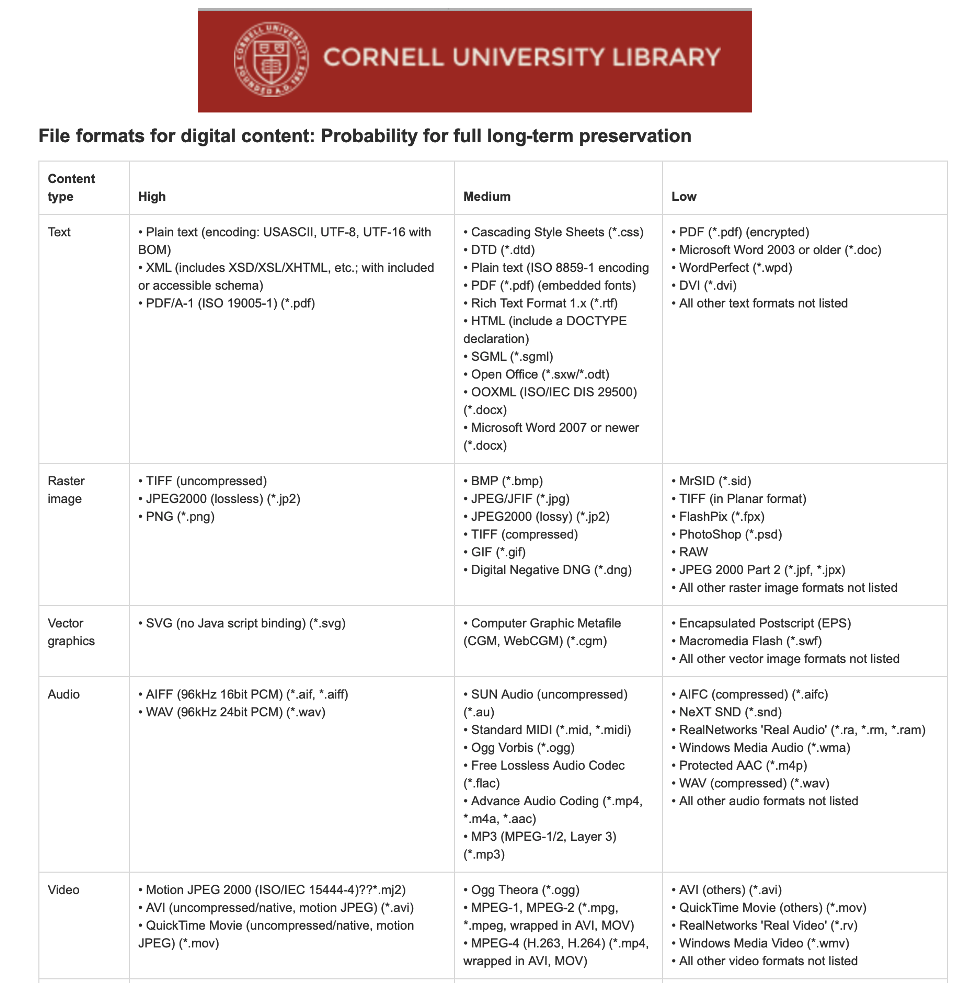 CORNELL UNIVERSITY LIBRARY
CORNELL UNIVERSITY
FOUNDED A.D. 1865
File formats for digital content: Probability for full long-term preservation
Content
type
High
Medium
Low
Text
• Plain text (encoding: USASCII, UTF-8, UTF-16 with
BOM)
• XML (includes XSD/XSL/XHTML, etc.; with included
or accessible schema)
• PDF/A-1 (ISO 19005-1) (*.pdf)
• Cascading Style Sheets (*.css)
• DTD (*.dtd)
• Plain text (ISO 8859-1 encoding
• PDF (*.pdf) (embedded fonts)
• Rich Text Format 1.x (*.rtf)
• HTML (include a DOCTYPE
declaration)
• SGML (*.sgml)
• Open Office (*.sxw/*.odt)
• OOXML (ISO/IEC DIS 29500)
(*.docx)
• Microsoft Word 2007 or newer
(*.docx)
• PDF (*.pdf) (encrypted)
• Microsoft Word 2003 or older (*.doc)
• WordPerfect (*.wpd)
• DVI (*.dvi)
• All other text formats not listed
Raster
image
• TIFF (uncompressed)
• JPEG2000 (lossless) (*.jp2)
• PNG (*.png)
• BMP (*.bmp)
• JPEG/JFIF (*.jpg)
• JPEG2000 (lossy) (*.jp2)
• TIFF (compressed)
• GIF (*.gif)
• Digital Negative DNG (*.dng)
• MrSID (*.sid)
• TIFF (in Planar format)
• FlashPix (*.fpx)
• PhotoShop (*.psd)
• RAW
• JPEG 2000 Part 2 (*.jpf, *.jpx)
• All other raster image formats not listed
Vector
graphics
• SVG (no Java script binding) (*.svg)
• Computer Graphic Metafile
(CGM, WebCGM) (*.cgm)
• Encapsulated Postscript (EPS)
• Macromedia Flash (*.swf)
• All other vector image formats not listed
Audio
• AIFF (96kHz 16bit PCM) (*.aif, *.aiff)
• WAV (96kHz 24bit PCM) (*.wav)
• SUN Audio (uncompressed)
(*.au)
• Standard MIDI (*.mid, *.midi)
• Ogg Vorbis (*.ogg)
• Free Lossless Audio Codec
(*.flac)
• Advance Audio Coding (*.mp4,
*.m4a, *.aac)
• MP3 (MPEG-1/2, Layer 3)
(*.mp3)
• AIFC (compressed) (*.aifc)
• NeXT SND (*.snd)
• RealNetworks 'Real Audio' (*.ra, *.rm, *.ram)
• Windows Media Audio (*.wma)
• Protected AAC (*.m4p)
• WAV (compressed) (*.wav)
• All other audio formats not listed
Video
• Motion JPEG 2000 (ISO/IEC 15444-4)??*.mj2)
• AVI (uncompressed/native, motion JPEG) (*.avi)
• QuickTime Movie (uncompressed/native, motion
JPEG) (*.mov)
• Ogg Theora (*.ogg)
• MPEG-1, MPEG-2 (*.mpg,
*.mpeg, wrapped in AVI, MOV)
• MPEG-4 (H.263, H.264) (*.mp4,
wrapped in AVI, MOV)
• AVI (others) (*.avi)
• QuickTime Movie (others) (*.mov)
• RealNetworks 'Real Video' (*.rv)
• Windows Media Video (*.wmv)
• All other video formats not listed